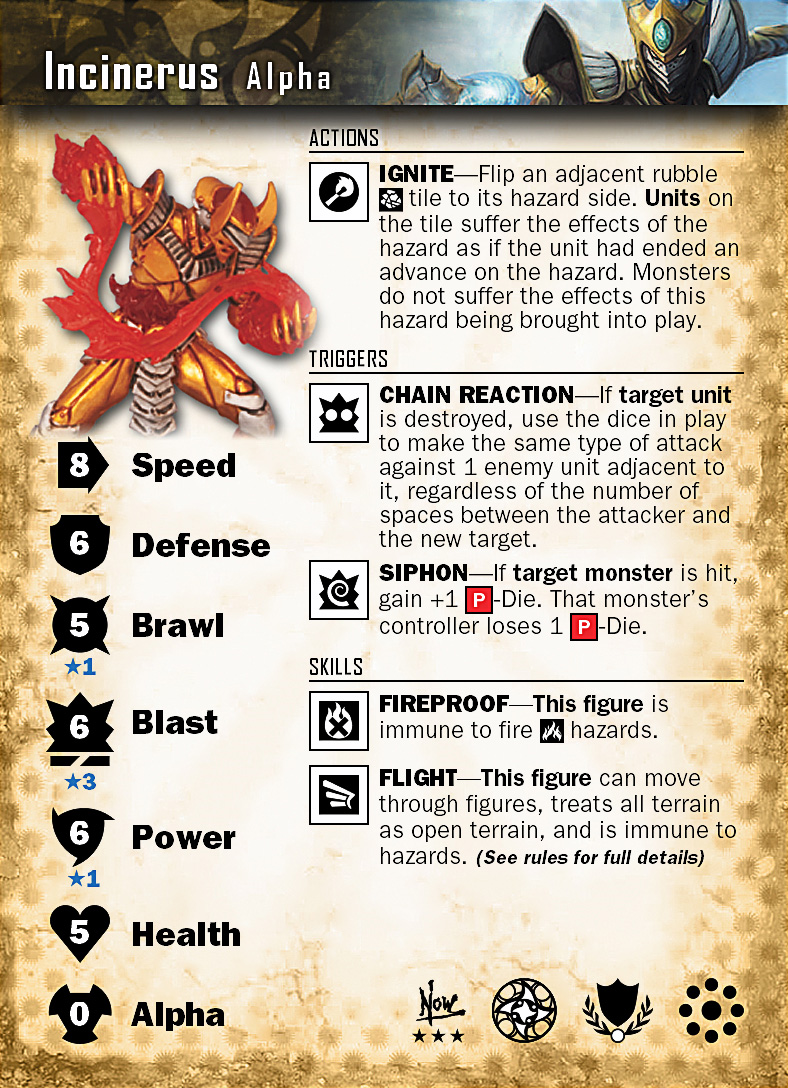 Incinerus Alpha
ACTIONS
IGNITE—Flip an adjacent rubble
tile to its hazard side. Units on
the tile suffer the effects of the
hazard as if the unit had ended an
advance on the hazard. Monsters
do not suffer the effects of this
hazard being brought into play.
TRIGGERS
CHAIN REACTION—If target unit
is destroyed, use the dice in play
to make the same type of attack
against 1 enemy unit adjacent to
it, regardless of the number of
spaces between the attacker and
the new target.
SIPHON—If target monster is hit,
gain +1 P-Die. That monster’s
controller loses 1 P-Die.
SKILLS
FIREPROOF—This figure is
immune to fire hazards.
FLIGHT—This figure can move
through figures, treats all terrain
as open terrain, and is immune to
hazards. (See rules for full details)
8 Speed
6 Defense
5 Brawl
★1
6 Blast
★3
6 Power
★1
5 Health
0 Alpha
Now
★★★